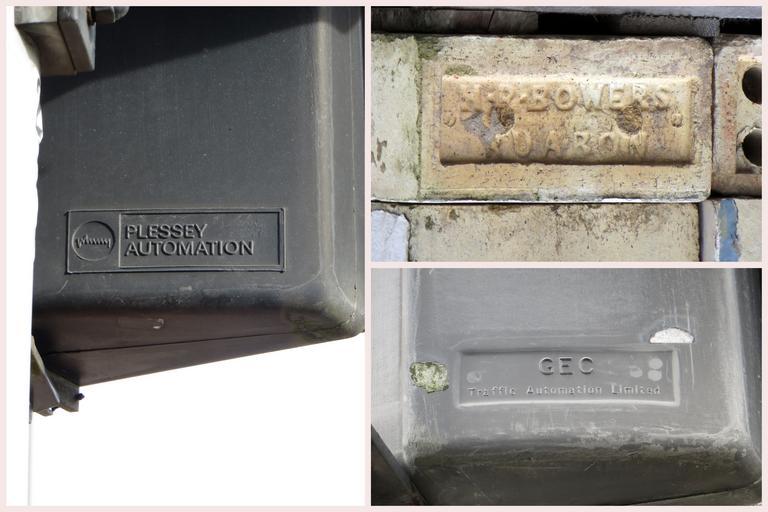 PLESSEY
AUTOMATION
H·R·BOWERS
RUABON
GEC
Traffic Automation Limited